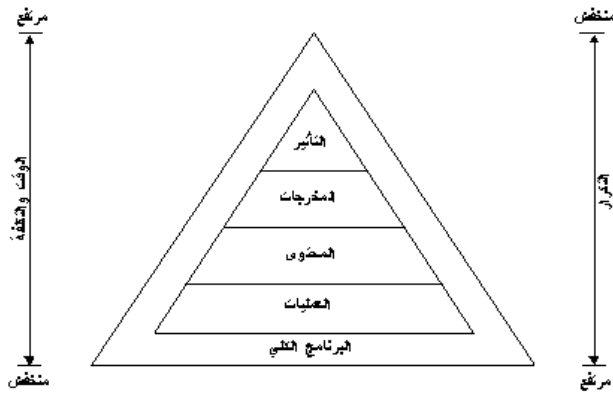 مرتفع
منخفض
التأثير
المخرجات
المحتوى
العمليات
البرنامج الكلي
الوقت والتكلفة
التكرار
منخفض
مرتفع